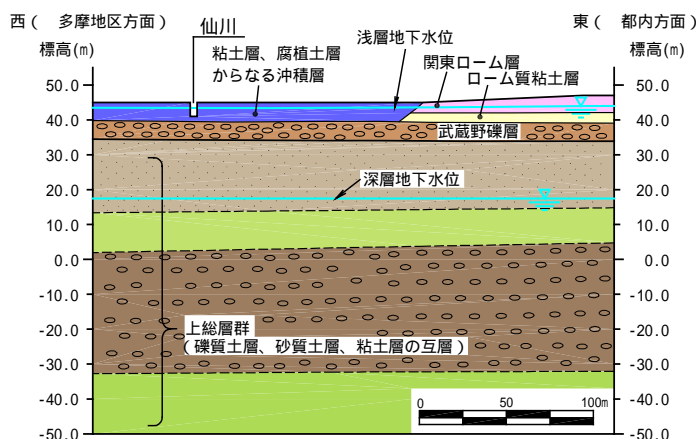 西（　多摩地区方面）
標高(m)
仙川
粘土層、腐植土層
からなる沖積層
浅層地下水位
関東ローム層
ローム質粘土層
東（　都内方面）
標高(m)
武蔵野礫層
深層地下水位
上総層群
（礫質土層、砂質土層、粘土層の互層）
50.0
40.0
30.0
20.0
10.0
0.0
-10.0
-20.0
-30.0
-40.0
-50.0
50.0
40.0
30.0
20.0
10.0
0.0
-10.0
-20.0
-30.0
-40.0
-50.0
0 50 100m